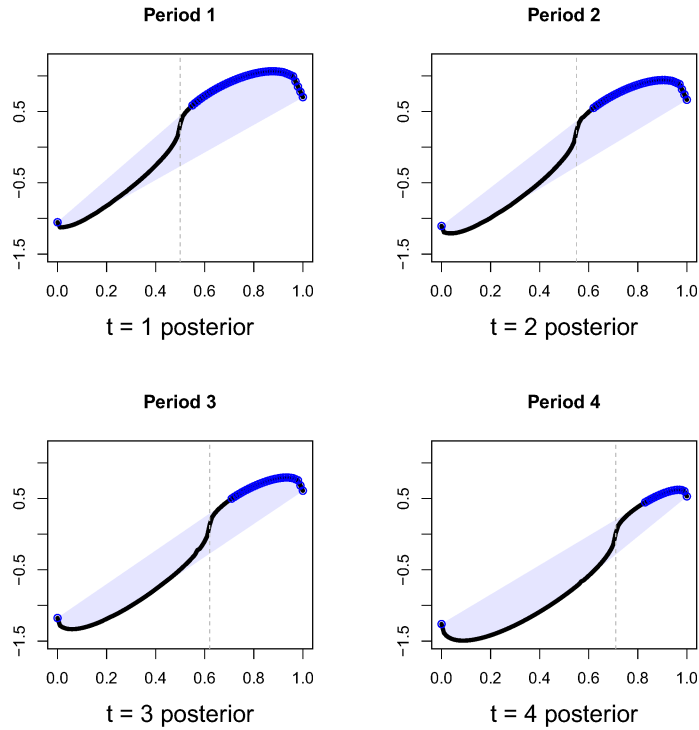 Period 1
0.5
-0.5
-1.5
0.0 0.2 0.4 0.6 0.8 1.0
t = 1 posterior
Period 2
0.5
-0.5
-1.5
0.0 0.2 0.4 0.6 0.8 1.0
t = 2 posterior
Period 3
0.5
-0.5
-1.5
0.0 0.2 0.4 0.6 0.8 1.0
t = 3 posterior
Period 4
0.5
-0.5
-1.5
0.0 0.2 0.4 0.6 0.8 1.0
t = 4 posterior